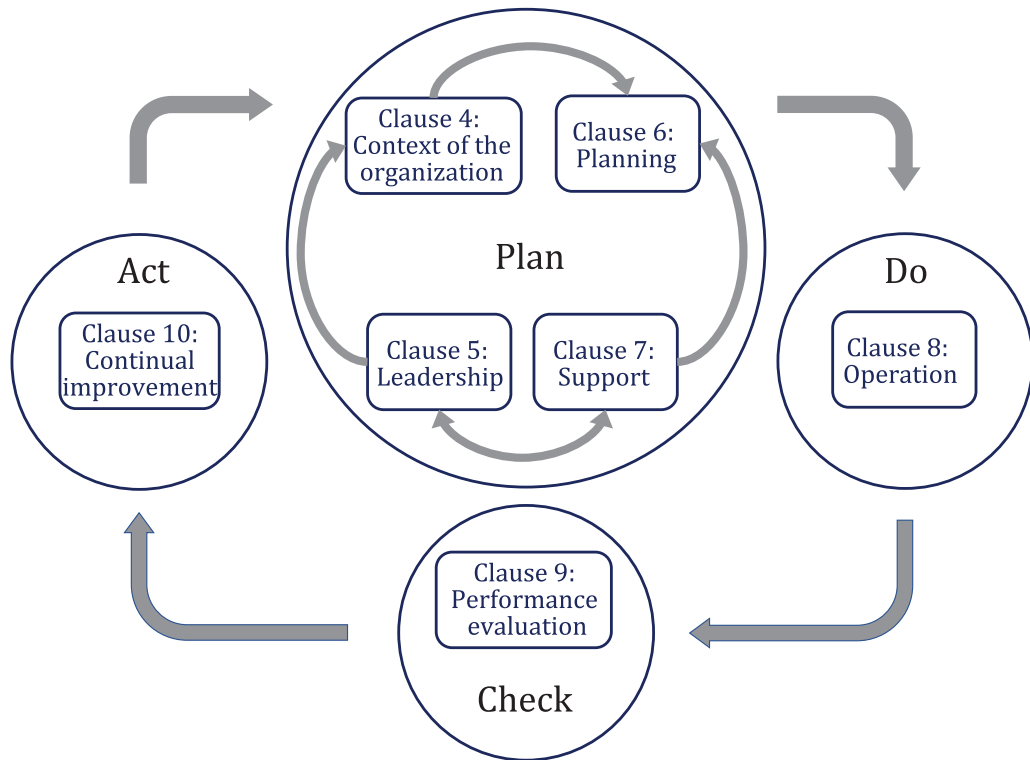 Clause 4:
Context of the
organization
Clause 6:
Planning
Plan
Clause 5:
Leadership
Clause 7:
Support
Do
Clause 8:
Operation
Clause 9:
Performance
evaluation
Check
Act
Clause 10:
Continual
improvement